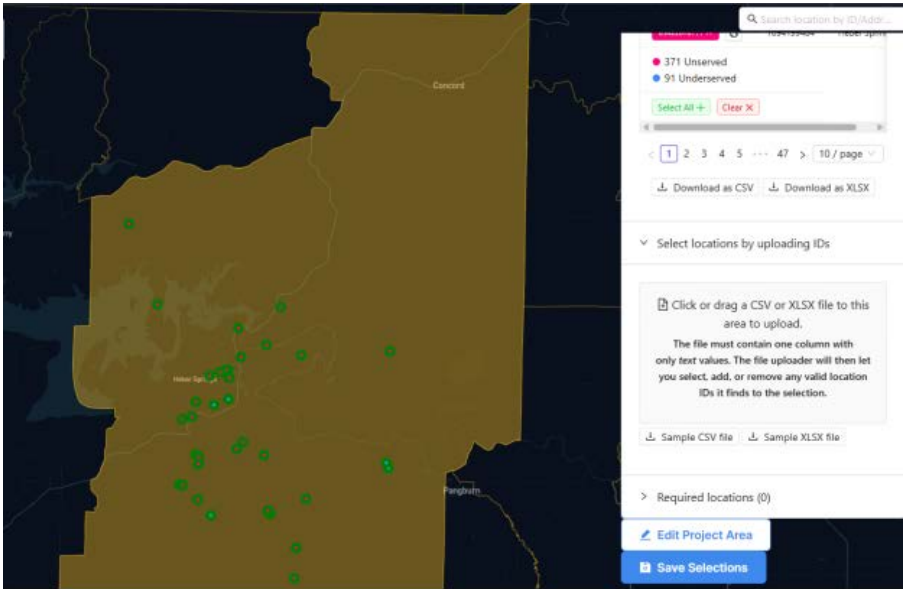 Search location by ID/Addr...
371 Unserved
91 Underserved
Select All +
Clear X
< 1 2 3 4 5 ... 47 > 10 / page
Download as CSV
Download as XLSX
Select locations by uploading IDs
Click or drag a CSV or XLSX file to this
area to upload.
The file must contain one column with
only text values. The file uploader will then let
you select, add, or remove any valid location
IDs it finds to the selection.
Sample CSV file
Sample XLSX file
Required locations (0)
Edit Project Area
Save Selections
Concord
Heber
Pangburn